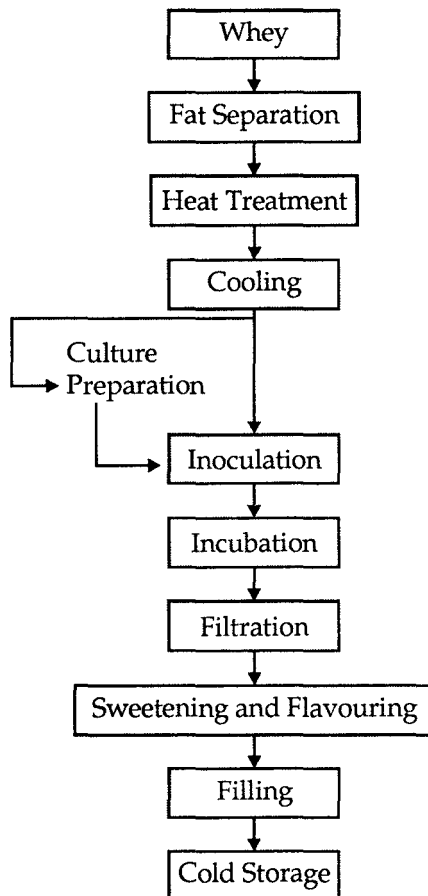 Whey
Fat Separation
Heat Treatment
Cooling
Culture
Preparation
Inoculation
Incubation
Filtration
Sweetening and Flavouring
Filling
Cold Storage